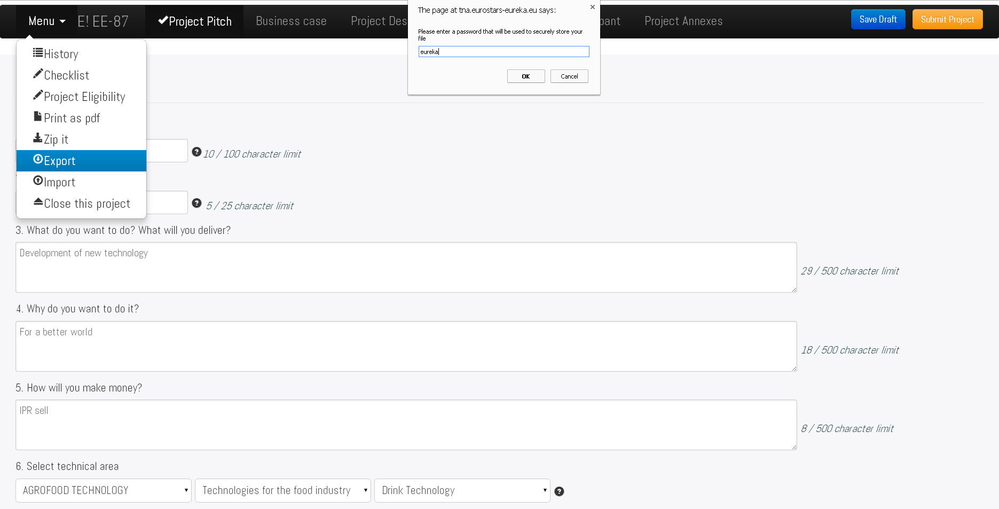 The page at tna.eurostars-eureka.eu says:
Please enter a password that will be used to securely store your
file
eureka
OK Cancel
Menu E! EE-87 Project Pitch Business case Project Des Project Annexes Save Draft Submit Project
History
Checklist
Project Eligibility
Print as pdf
Zip it
Export
Import
Close this project
10 / 100 character limit
5 / 25 character limit
3. What do you want to do? What will you deliver?
Development of new technology
29 / 500 character limit
4. Why do you want to do it?
For a better world
18 / 500 character limit
5. How will you make money?
IPR sell
8 / 500 character limit
6. Select technical area
AGROFOOD TECHNOLOGY Technologies for the food industry Drink Technology